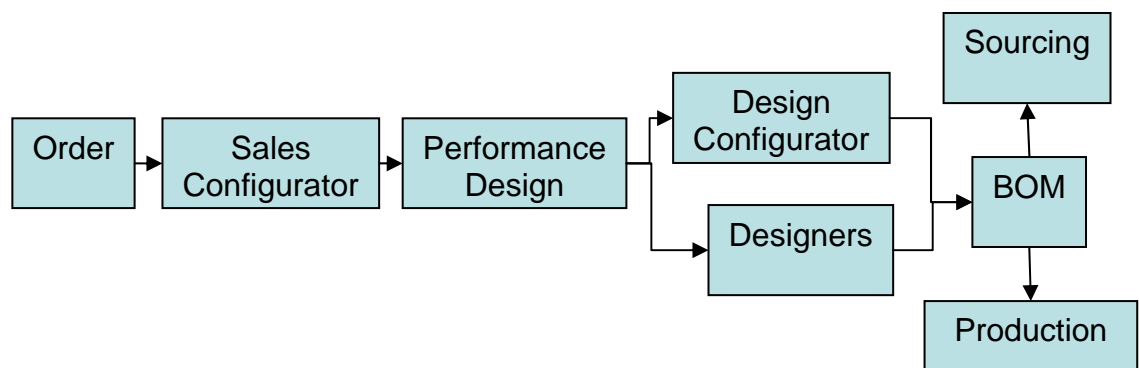 Order
Sales
Configurator
Performance
Design
Design
Configurator
Designers
BOM
Sourcing
Production